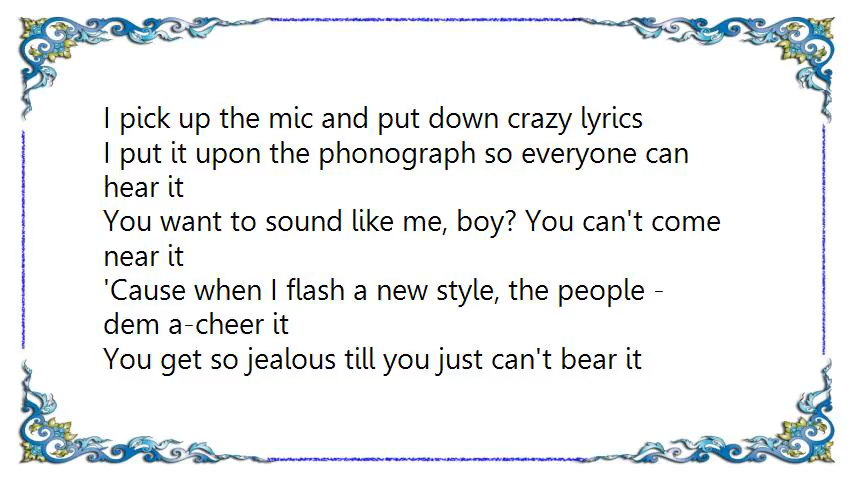 I pick up the mic and put down crazy lyrics
I put it upon the phonograph so everyone can
hear it
You want to sound like me, boy? You can't come
near it
'Cause when I flash a new style, the people -
dem a-cheer it
You get so jealous till you just can't bear it